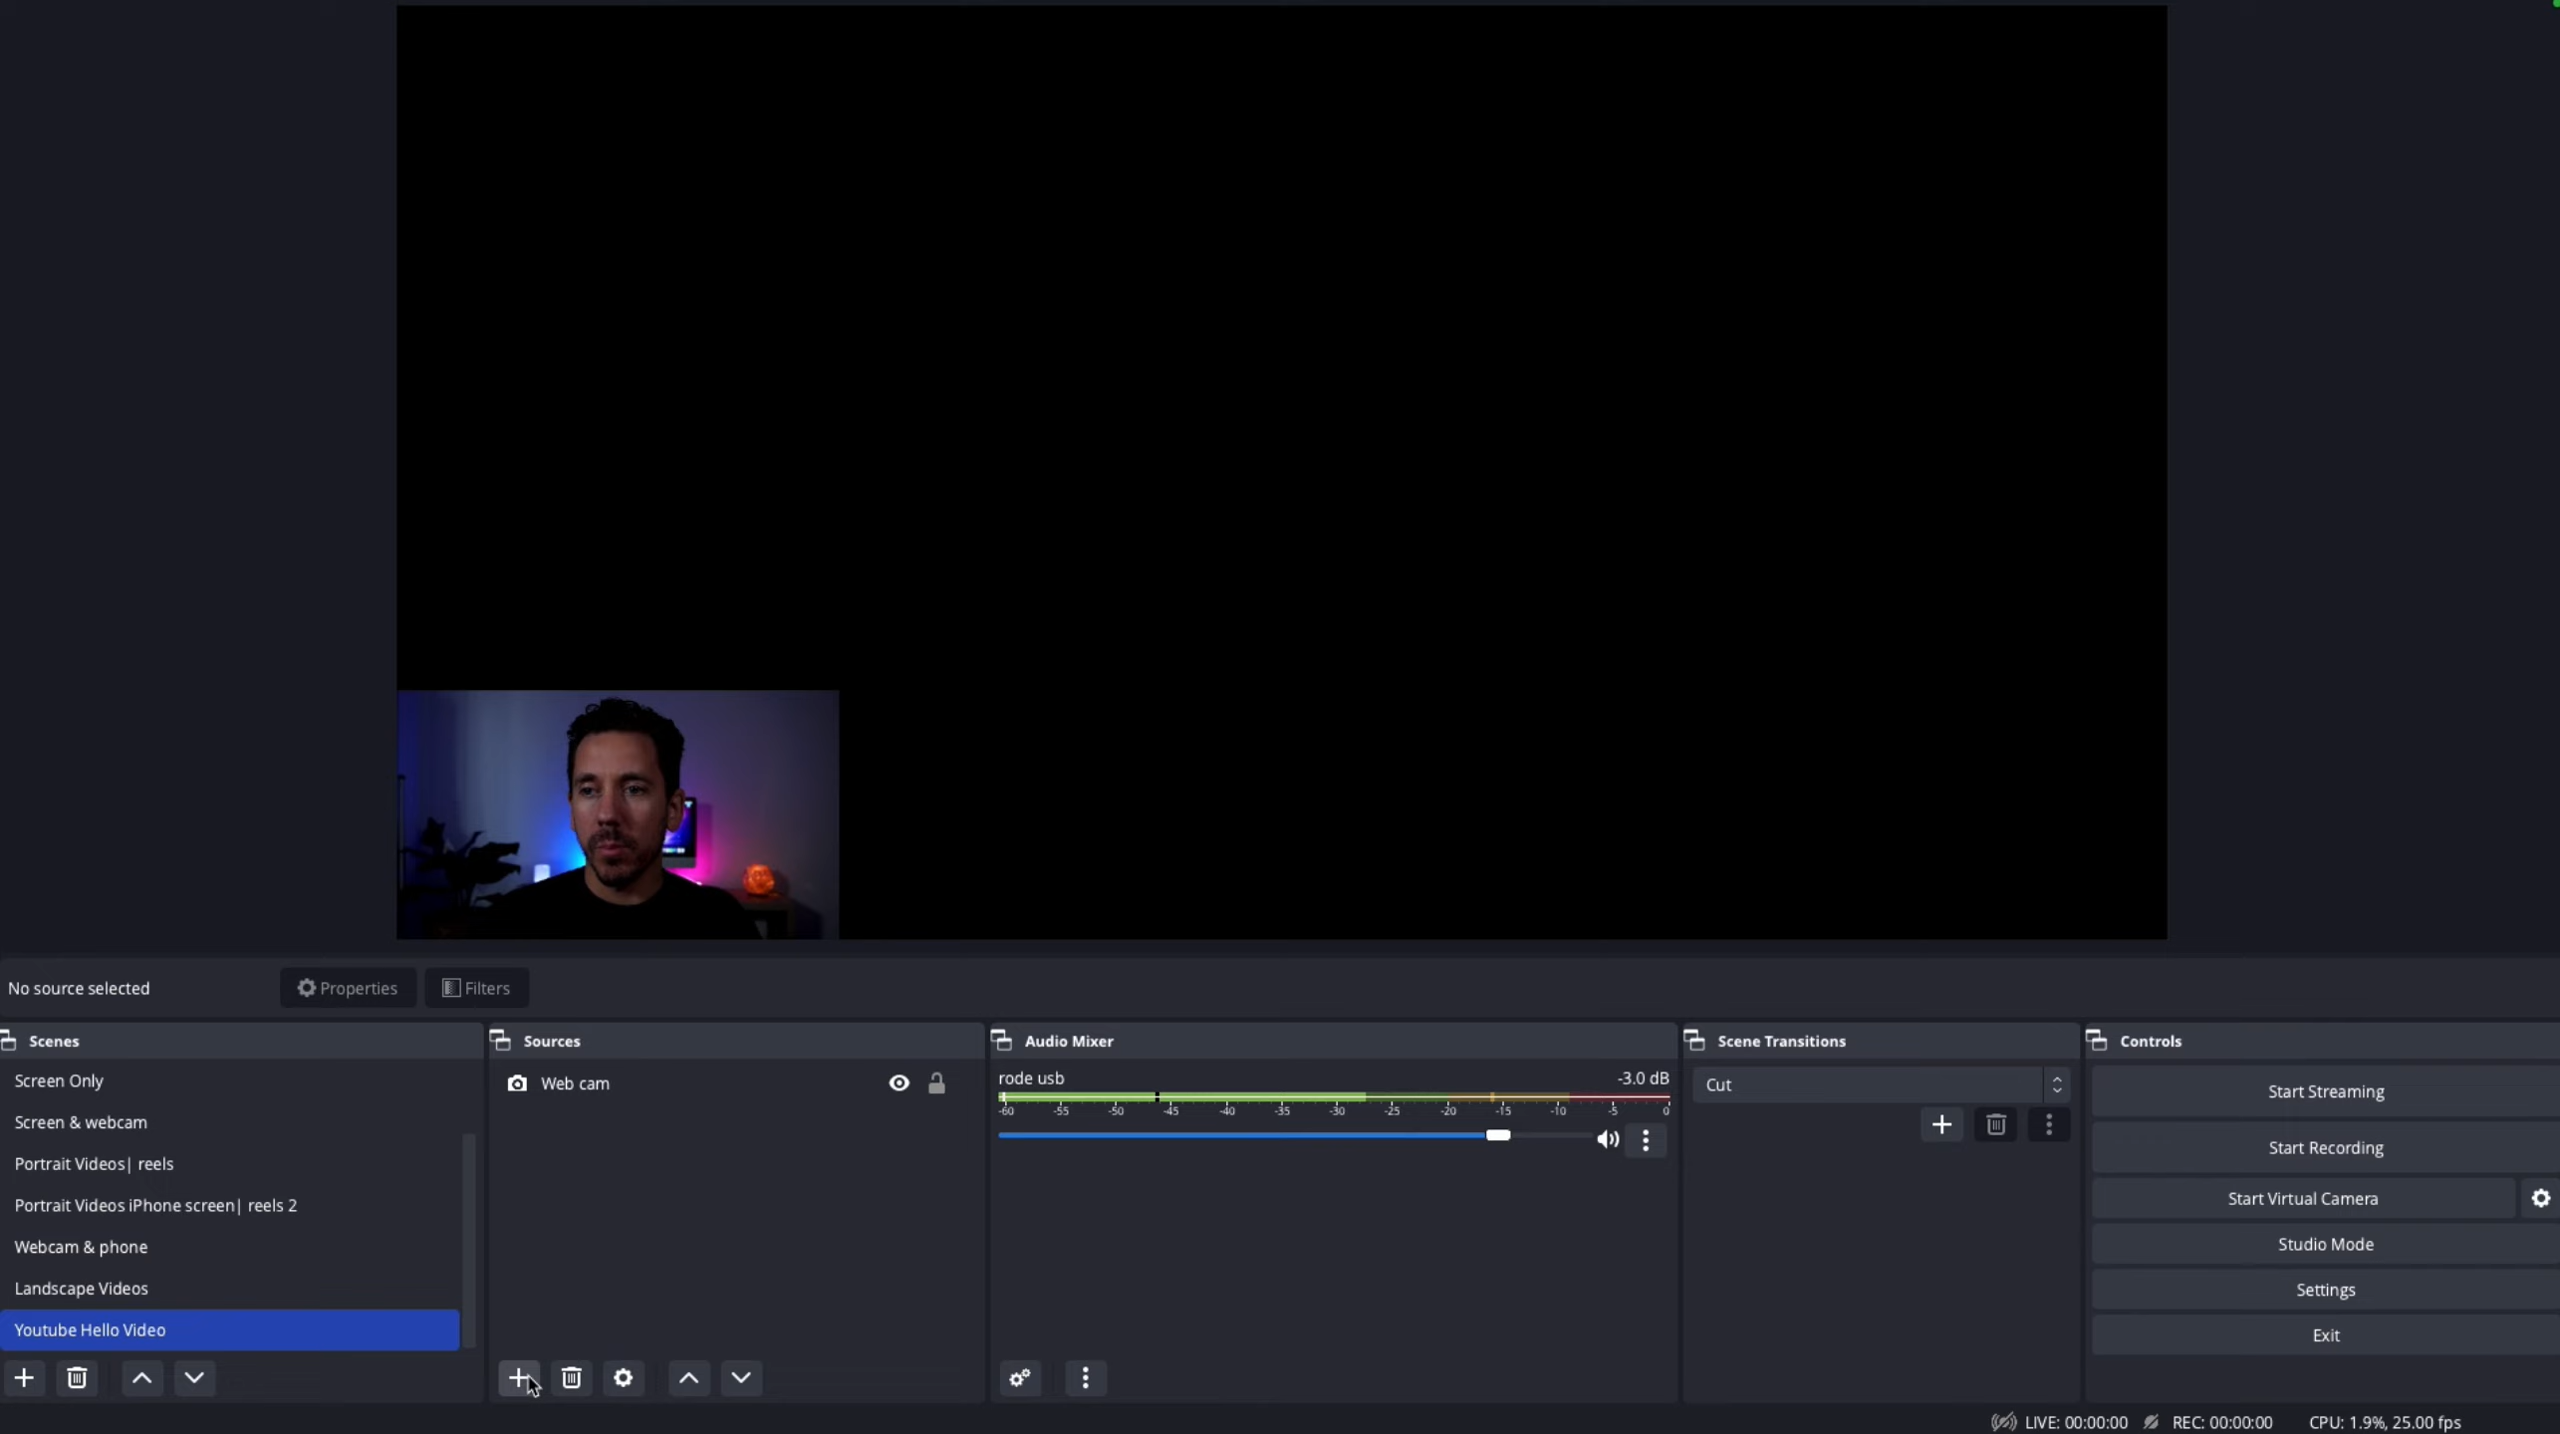 No source selected
Properties
Filters
Scenes
Screen Only
Screen & webcam
Portrait Videos| reels
Portrait Videos iPhone screen| reels 2
Webcam & phone
Landscape Videos
Youtube Hello Video
Sources
Web cam
Audio Mixer
rode usb
-3.0 dB
-60 -55 -50 -45 -40 -35 -30 -25 -20 -15 -10 -5 0
Scene Transitions
Cut
Controls
Start Streaming
Start Recording
Start Virtual Camera
Studio Mode
Settings
Exit
LIVE: 00:00:00 REC: 00:00:00 CPU: 1.9%, 25.00 fps